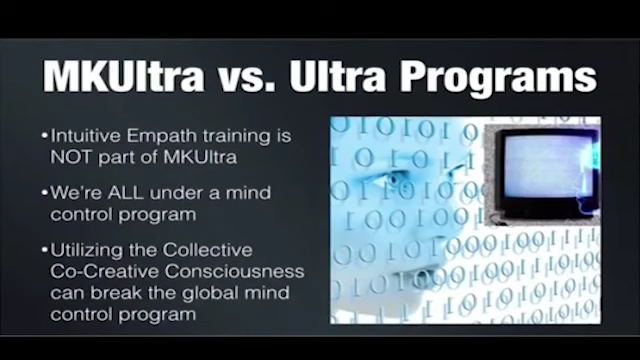 MKUltra vs. Ultra Programs
•Intuitive Empath training is
NOT part of MKUltra
•We're ALL under a mind
control program
•Utilizing the Collective
Co-Creative Consciousness
can break the global mind
control program